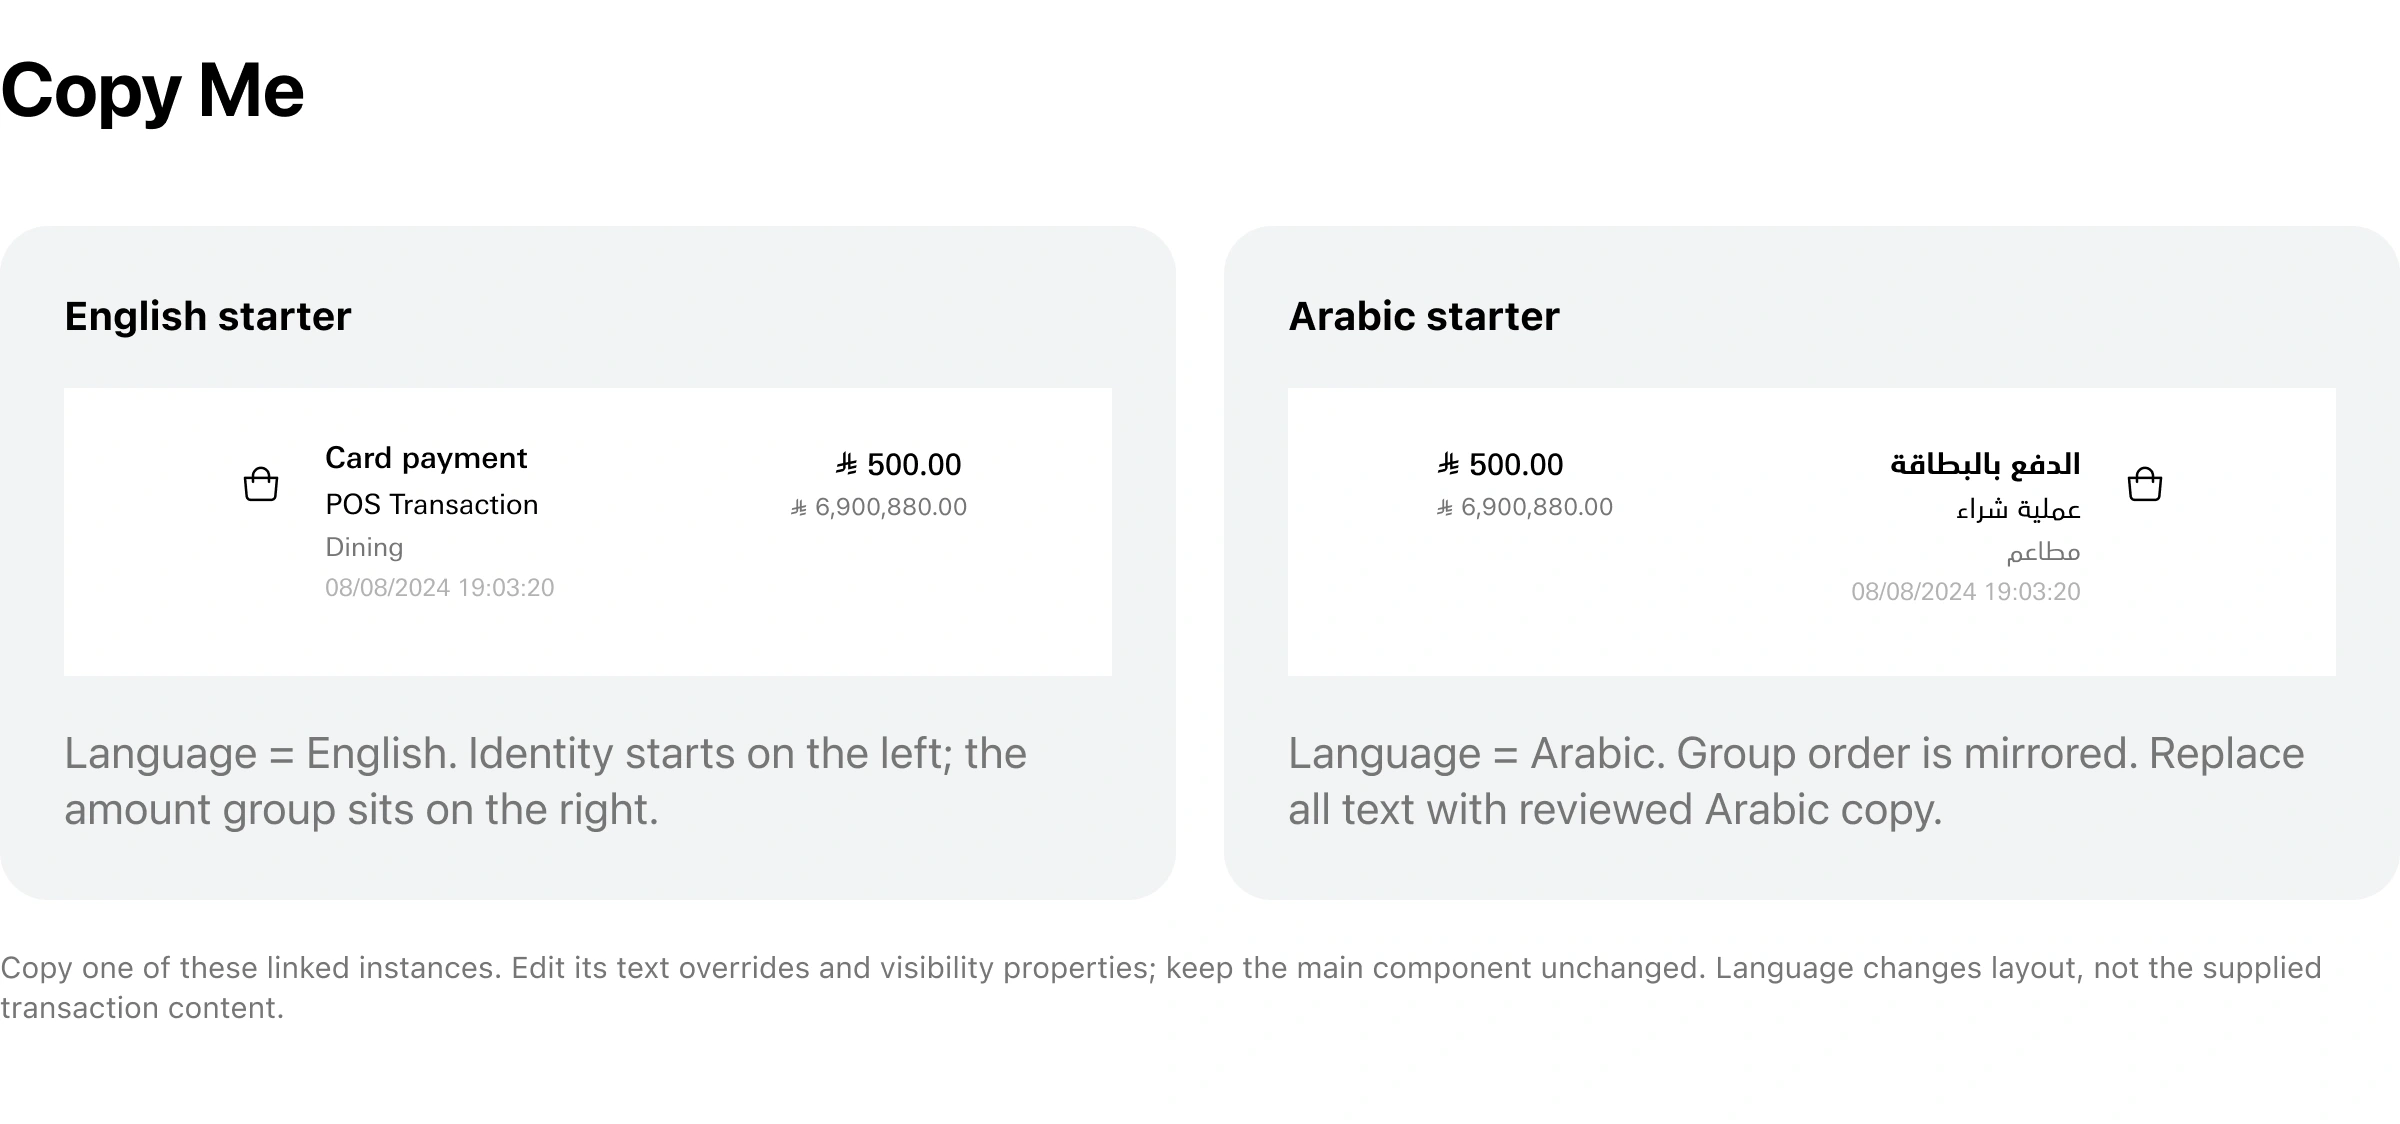 Copy Me
English starter
Card payment
POS Transaction
Dining
08/08/2024 19:03:20
⃁ 500.00
⃁ 6,900,880.00
Language = English. Identity starts on the left; the
amount group sits on the right.
Arabic starter
الدفع بالبطاقة
عملية شراء
مطاعم
08/08/2024 19:03:20
⃁ 500.00
⃁ 6,900,880.00
Language = Arabic. Group order is mirrored. Replace
all text with reviewed Arabic copy.
Copy one of these linked instances. Edit its text overrides and visibility properties; keep the main component unchanged. Language changes layout, not the supplied
transaction content.